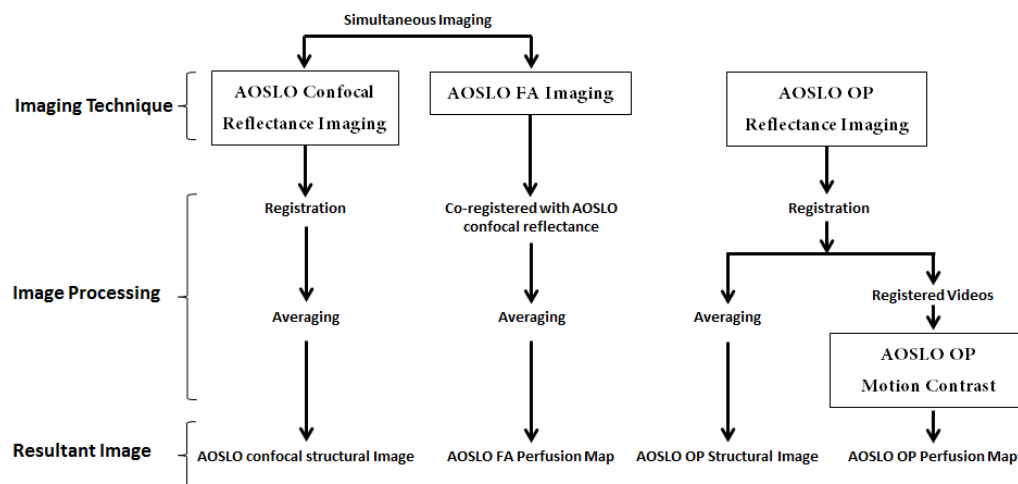 Simultaneous Imaging
Imaging Technique
AOSLO Confocal
Reflectance Imaging
AOSLO FA Imaging
AOSLO OP
Reflectance Imaging
Image Processing
Registration
Co-registered with AOSLO
confocal reflectance
Registration
Registered Videos
Averaging
Averaging
Averaging
AOSLO OP
Motion Contrast
Resultant Image
AOSLO confocal structural Image
AOSLO FA Perfusion Map
AOSLO OP Structural Image
AOSLO OP Perfusion Map